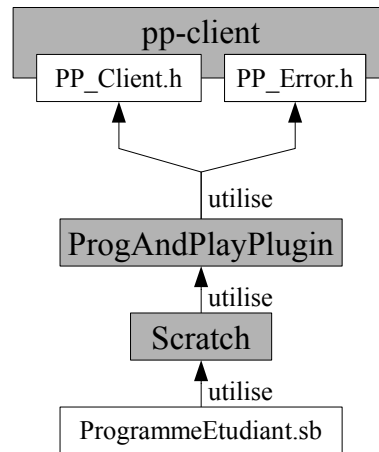 pp-client
PP_Client.h
PP_Error.h
utilise
ProgAndPlayPlugin
utilise
Scratch
utilise
ProgrammeEtudiant.sb